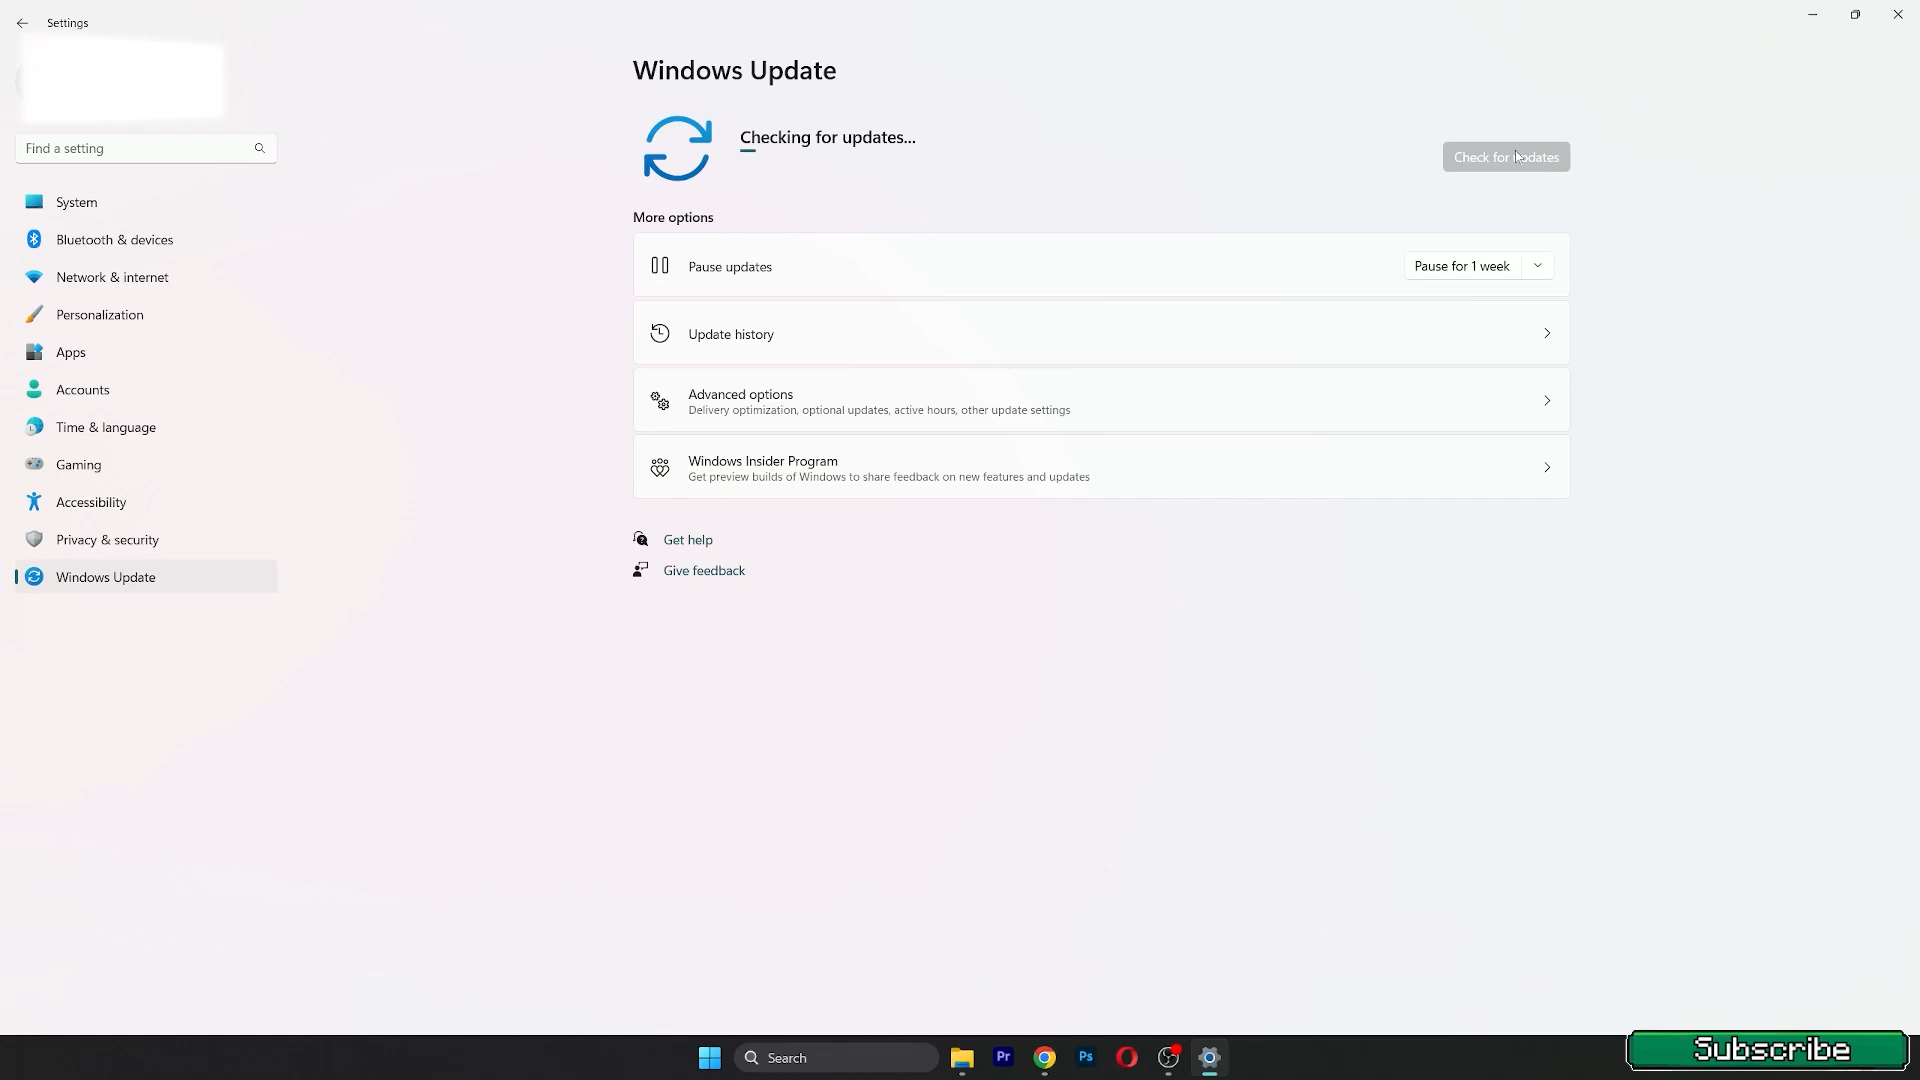 Settings
Windows Update
Checking for updates...
Check for updates
Find a setting
More options
System
Bluetooth & devices
Network & internet
Personalization
Apps
Accounts
Time & language
Gaming
Accessibility
Privacy & security
Windows Update
Pause updates
Pause for 1 week
Update history
Advanced options
Delivery optimization, optional updates, active hours, other update settings
Windows Insider Program
Get preview builds of Windows to share feedback on new features and updates
Get help
Give feedback
Search
Pr
Ps
Subscribe